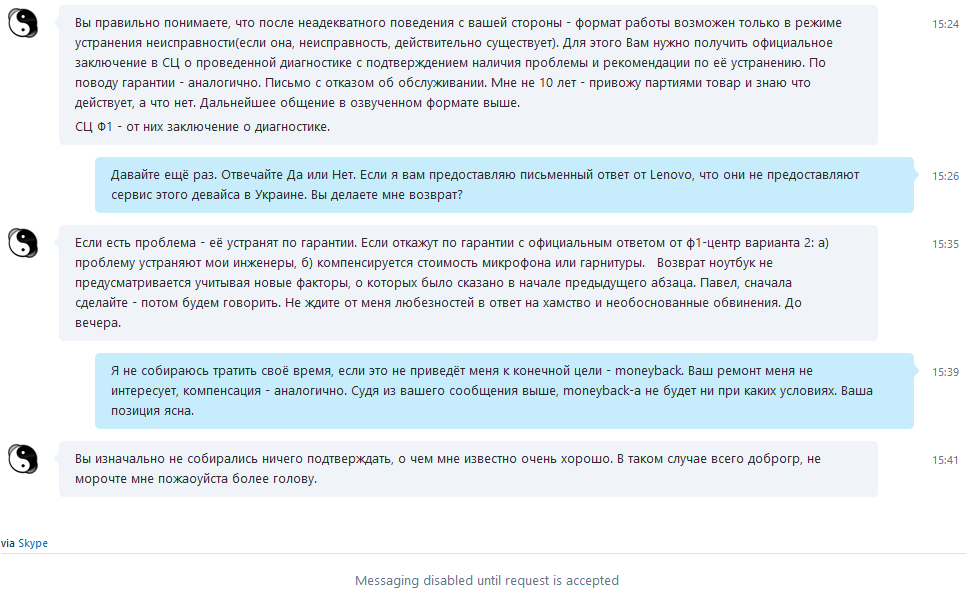 Вы правильно понимаете, что после неадекватного поведения с вашей стороны - формат работы возможен только в режиме
15:24
устранения неисправности(если она, неисправность, действительно существует). Для этого Вам нужно получить официальное
заключение в СЦ о проведенной диагностике с подтверждением наличия проблемы и рекомендации по её устранению. По
поводу гарантии - аналогично. Письмо с отказом об обслуживании. Мне не 10 лет - привожу партиями товар и знаю что
действует, а что нет. Дальнейшее общение в озвученном формате выше.
СЦ Ф1 - от них заключение о диагностике.
Давайте ещё раз. Отвечайте Да или Нет. Если я вам предоставляю письменный ответ от Lenovo, что они не предоставляют
15:26
сервис этого девайса в Украине. Вы делаете мне возврат?
Если есть проблема - её устранят по гарантии. Если откажут по гарантии с официальным ответом от ф1-центр варианта 2: а)
15:35
проблему устраняют мои инженеры, б) компенсируется стоимость микрофона или гарнитуры. Возврат ноутбук не
предусматривается учитывая новые факторы, о которых было сказано в начале предыдущего абзаца. Павел, сначала
сделайте - потом будем говорить. Не ждите от меня любезностей в ответ на хамство и необоснованные обвинения. До
вечера.
Я не собираюсь тратить своё время, если это не приведёт меня к конечной цели - moneyback. Ваш ремонт меня не
15:39
интересует, компенсация - аналогично. Судя из вашего сообщения выше, moneyback-а не будет ни при каких условиях. Ваша
позиция ясна.
Вы изначально не собирались ничего подтверждать, о чем мне известно очень хорошо. В таком случае всего доброгр, не
15:41
морочте мне пожаоуйста более голову.
via Skype
Messaging disabled until request is accepted